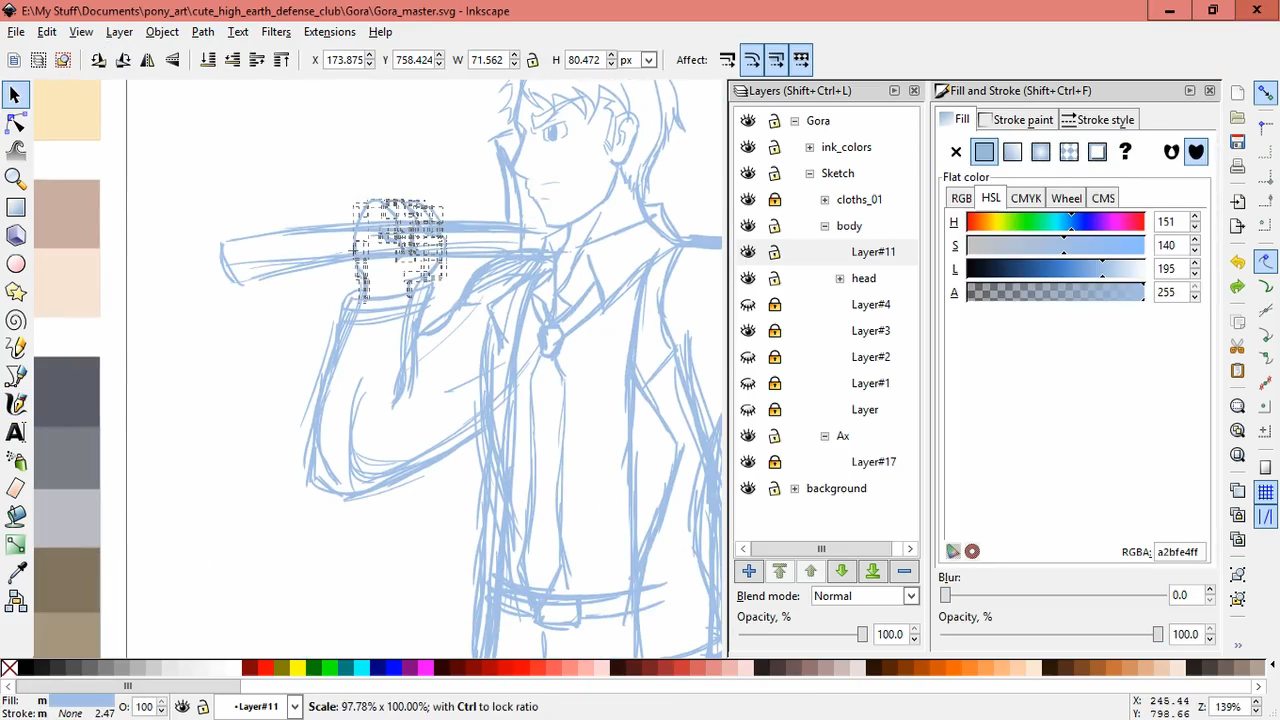 E:\My Stuff\Documents\pony_art\cute_high_earth_defense_club\Gora\Gora_master.svg - Inkscape
File Edit View Layer Object Path Text Filters Extensions Help
X 173.875 Y 758.424 W 71.562 H 80.472 px Affect:
Layers (Shift+Ctrl+L)
Gora
ink_colors
Sketch
cloths_01
body
Layer#11
head
Layer#4
Layer#3
Layer#2
Layer#1
Layer
Ax
Layer#17
background
Blend mode: Normal
Opacity, %
100.0
Fill and Stroke (Shift+Ctrl+F)
Fill Stroke paint Stroke style
?
Flat color
RGB HSL CMYK Wheel CMS
H 151
S 140
L 195
A 255
RGBA: a2bfe4ff
Blur:
0.0
Opacity, %
100.0
Fill: m
Stroke: m None 2.47
O: 100
•Layer#11
Scale: 97.78% x 100.00%; with Ctrl to lock ratio
X: 245.44
Y: 798.66
Z: 139%